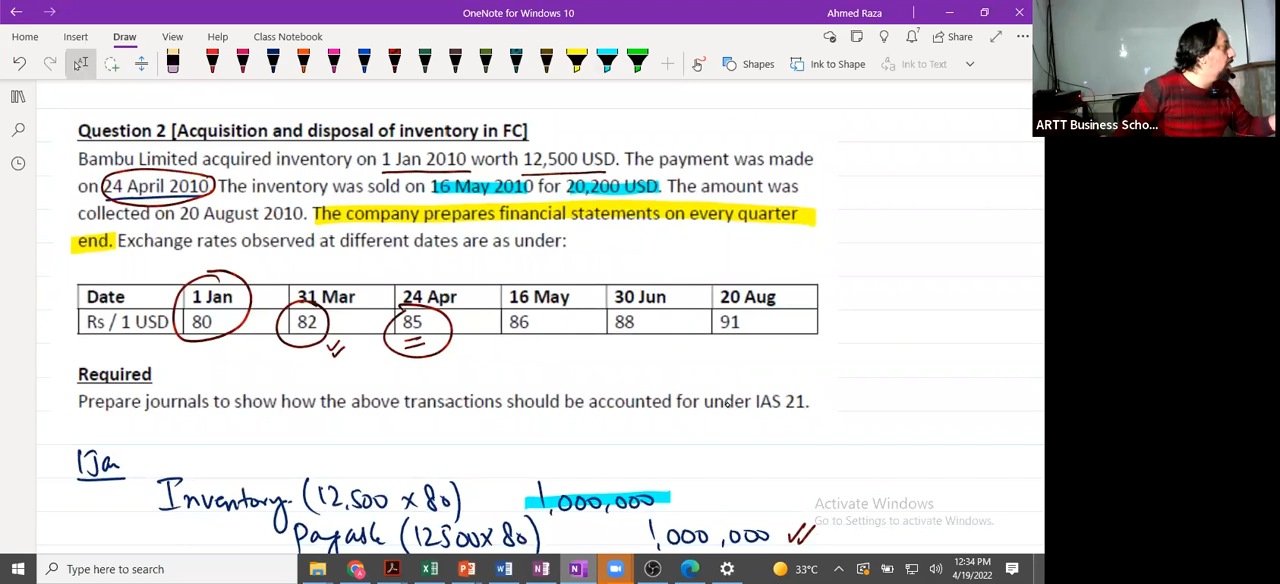 OneNote for Windows 10
Ahmed Raza
Home Insert Draw View Help Class Notebook
Share
Shapes Ink to Shape Ink to Text
ARTT Business Scho...
Question 2 [Acquisition and disposal of inventory in FC]
Bambu Limited acquired inventory on 1 Jan 2010 worth 12,500 USD. The payment was made
on 24 April 2010 The inventory was sold on 16 May 2010 for 20,200 USD. The amount was
collected on 20 August 2010. The company prepares financial statements on every quarter
end. Exchange rates observed at different dates are as under:
Date 1 Jan 31 Mar 24 Apr 16 May 30 Jun 20 Aug
Rs / 1 USD 80 82 85 86 88 91
Required
Prepare journals to show how the above transactions should be accounted for under IAS 21.
1 Jan
Inventory (12,500 x 80) 1,000,000
Payable (12500 x 80) 1,000,000
Activate Windows
Go to Settings to activate Windows.
Type here to search
33°C
12:34 PM
4/19/2022